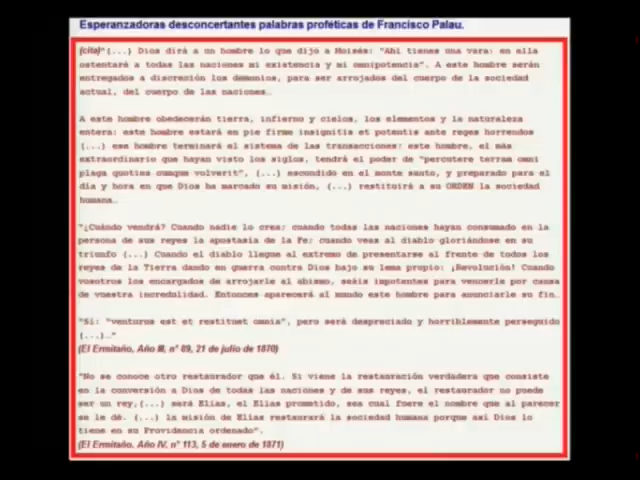 Esperanzadoras desconcertantes palabras proféticas de Francisco Palau.
(cita)"(...) Dios dirá a un hombre lo que dijo a Moisés: "Ahí tienes una vara: en ella
ostentaré a todas las naciones mi existencia y mi omnipotencia". A este hombre serán
entregados a discreción los demonios, para ser arrojados del cuerpo de la sociedad
actual, del cuerpo de las naciones…
A este hombre obedecerán tierra, infierno y cielos, los elementos y la naturaleza
entera: este hombre estará en pie firme insignitis et potentis ante reges horrendos
(...) ese hombre terminará el sistema de las transacciones: este hombre, el más
extraordinario que hayan visto los siglos, tendrá el poder de "percutere terram omni
plaga quoties cumque volverit", (...) escondido en el monte santo, y preparado para el
día y hora en que Dios ha marcado su misión, (...) restituirá a su ORDEN la sociedad
humana…
"¿Cuándo vendrá? Cuando nadie lo crea; cuando todas las naciones hayan consumado en la
persona de sus reyes la apostasía de la Fe; cuando veas al diablo gloriándose en su
triunfo (...) Cuando el diablo llegue al extremo de presentarse al frente de todos los
reyes de la Tierra dando en guerra contra Dios bajo su lema propio: ¡Revolución! Cuando
vosotros los encargados de arrojarle al abismo, seáis impotentes para vencerle por causa
de vuestra incredulidad. Entonces aparecerá al mundo este hombre para anunciarle su fin…
"Sí: "venturus est et restituet omnia", pero será despreciado y horriblemente perseguido
(...)…"
(El Ermitaño, Año III, nº 89, 21 de julio de 1870)
"No se conoce otro restaurador que él. Si viene la restauración verdadera que consiste
en la conversión a Dios de todas las naciones y de sus reyes, el restaurador no puede
ser un rey,(...) será Elías, el Elías prometido, sea cual fuere el nombre que al parecer
se le dé. (...) la misión de Elías restaurará la sociedad humana porque así Dios lo
tiene en su Providencia ordenado".
(El Ermitaño. Año IV. nº 113, 5 de enero de 1871)